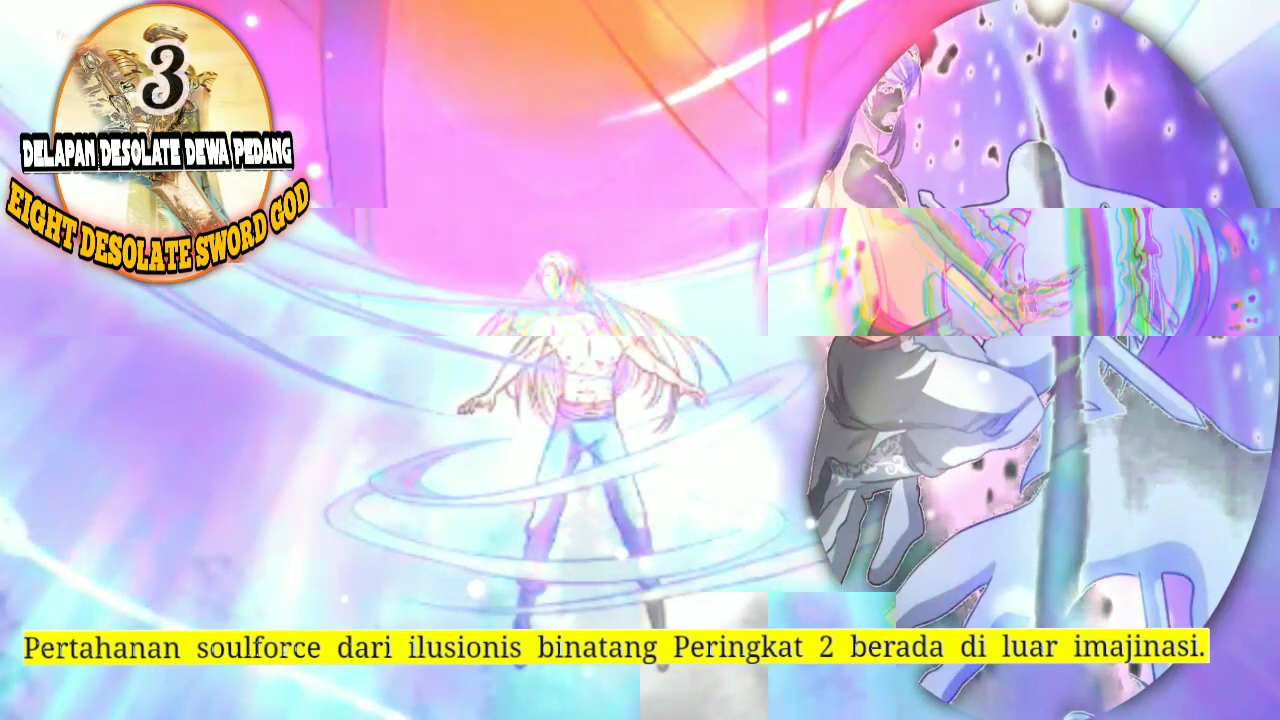 3
DELAPAN DESOLATE DEWA PEDANG
EIGHT DESOLATE SWORD GOD
Pertahanan soulforce dari ilusionis binatang Peringkat 2 berada di luar imajinasi.